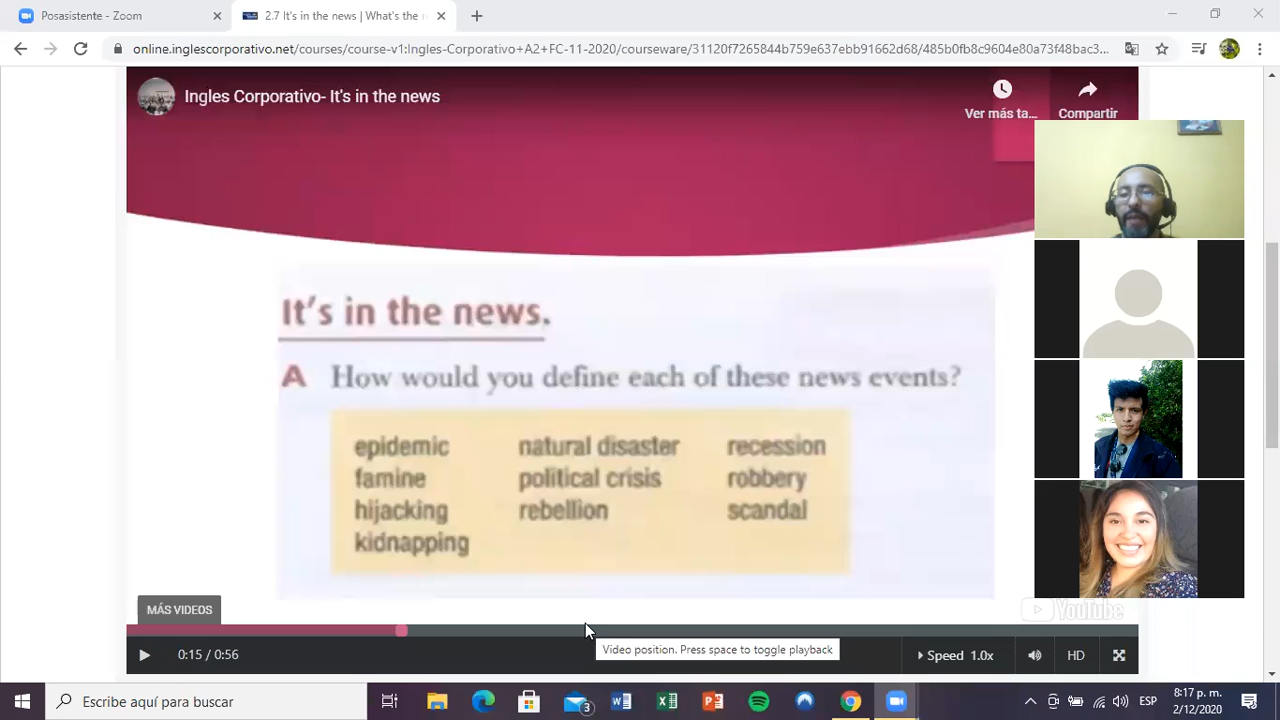 Posasistente - Zoom
2.7 It's in the news | What's the
online.inglescorporativo.net/courses/course-v1:Ingles-Corporativo+A2+FC-11-2020/courseware/31120f7265844b759e637ebb91662d68/485b0fb8c9604e80a73f48bac3...
Ingles Corporativo- It's in the news
Ver más ta...
Compartir
It's in the news.
A How would you define each of these news events?
epidemic natural disaster recession
famine political crisis robbery
hijacking rebellion scandal
kidnapping
MÁS VIDEOS
YouTube
Video position. Press space to toggle playback
0:15 / 0:56
Speed 1.0x
HD
Escribe aquí para buscar
3
ESP
8:17 p. m.
2/12/2020